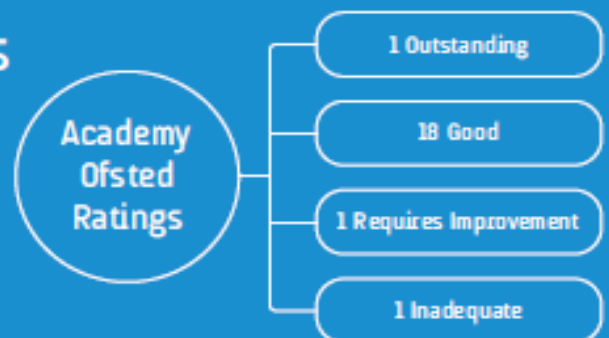 s
Academy
Ofsted
Ratings
1 Outstanding
18 Good
1 Requires Improvement
1 Inadequate